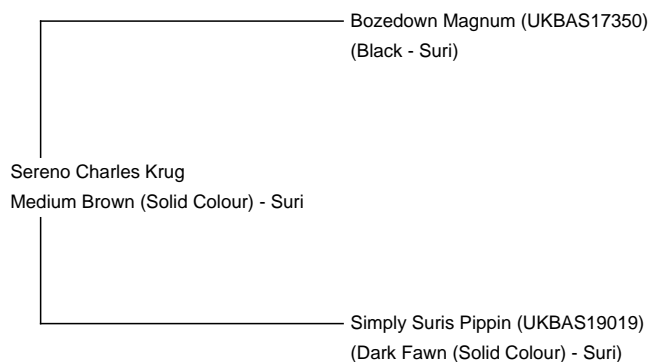 Bozedown Magnum (UKBAS17350)
(Black - Suri)
Sereno Charles Krug
Medium Brown (Solid Colour) - Suri
Simply Suris Pippin (UKBAS19019)
(Dark Fawn (Solid Colour) - Suri)